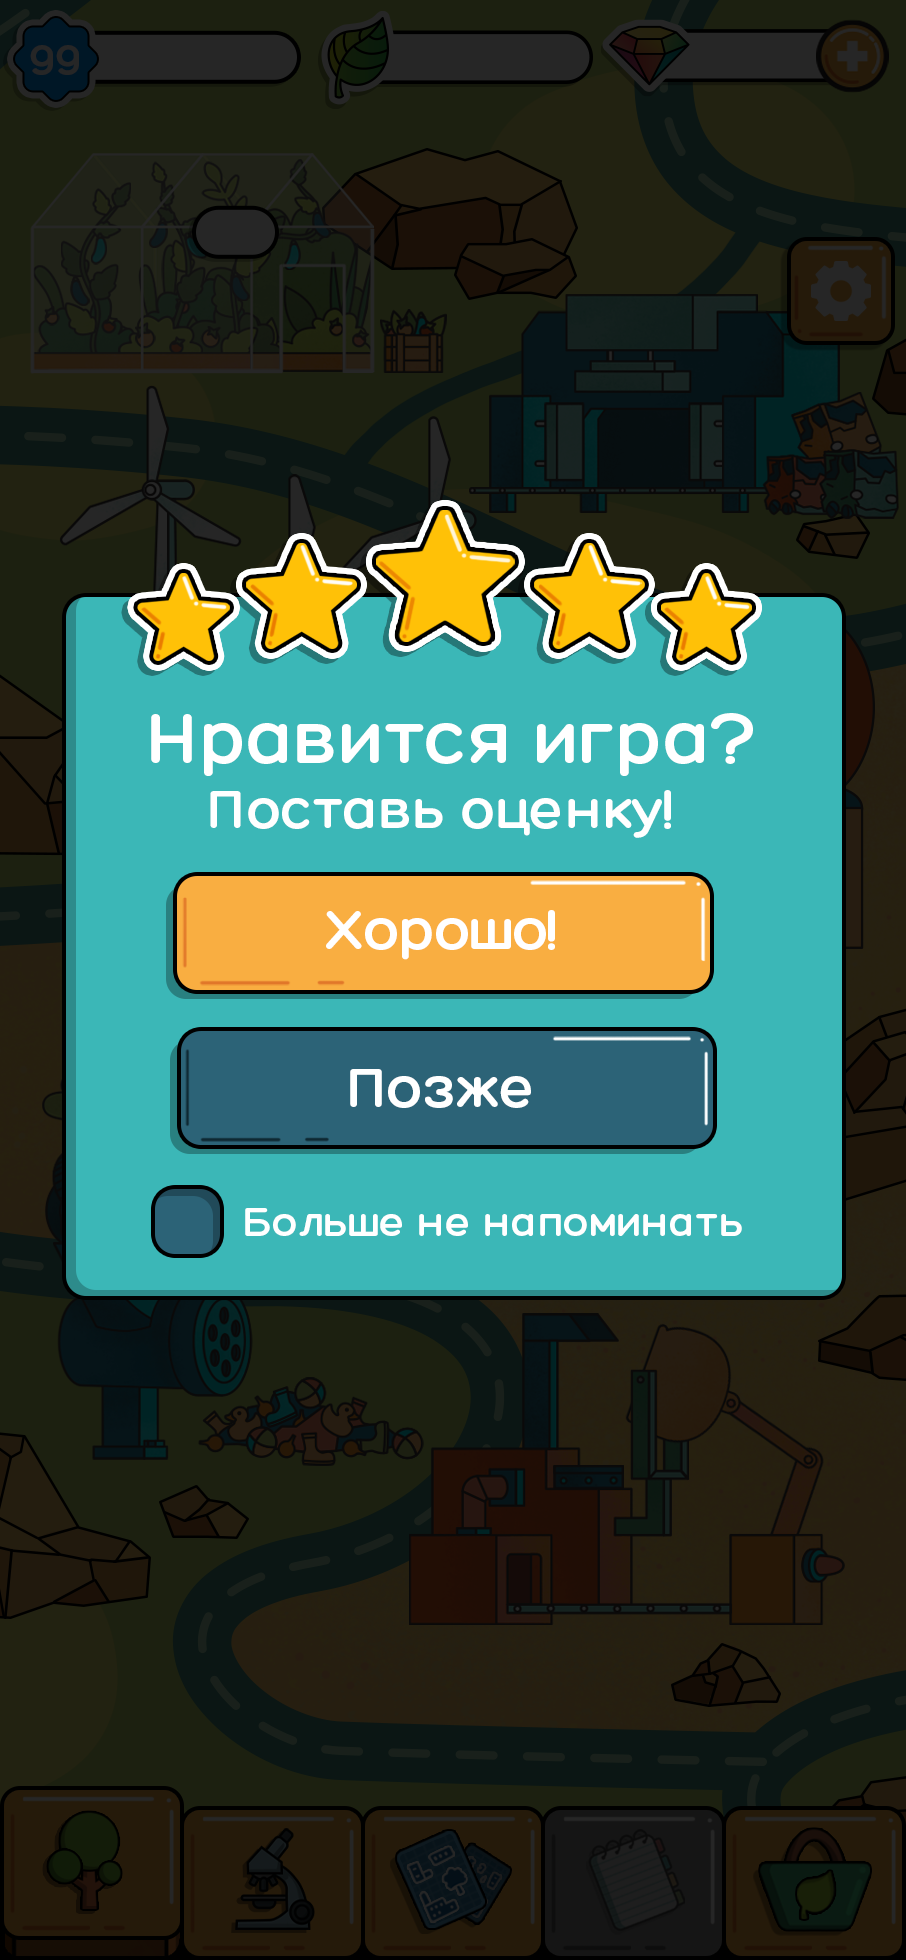 99
Нравится игра?
Поставь оценку!
Хорошо!
Позже
Больше не напоминать